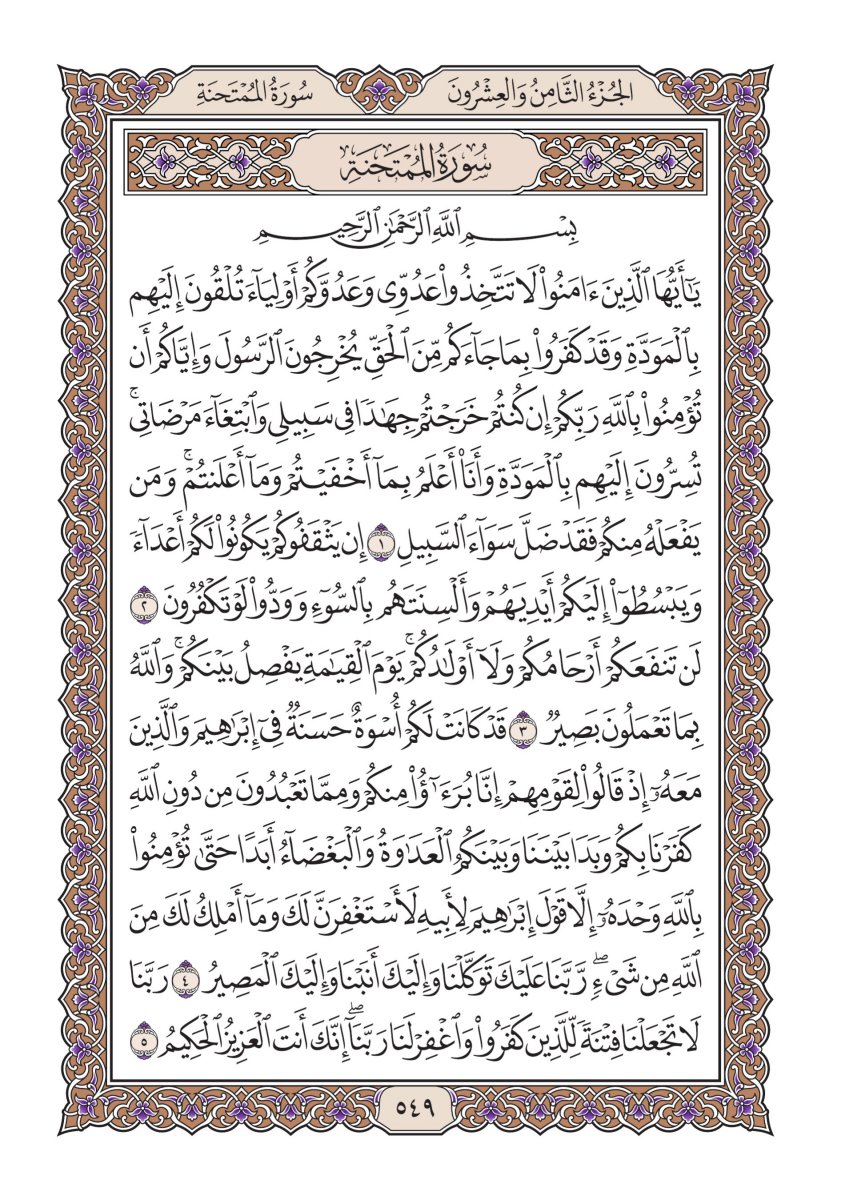 الجُزْءُ الثَّامِنُ وَالعِشْرُونَ
سُورَةُ المُمْتَحنَةِ
سُورَةُ المُمْتَحنَةِ
بِسْمِ ٱللَّهِ ٱلرَّحْمَٰنِ ٱلرَّحِيمِ
يَٰٓأَيُّهَا ٱلَّذِينَ ءَامَنُوا۟ لَا تَتَّخِذُوا۟ عَدُوِّى وَعَدُوَّكُمْ أَوْلِيَآءَ تُلْقُونَ إِلَيْهِم
بِٱلْمَوَدَّةِ وَقَدْ كَفَرُوا۟ بِمَا جَآءَكُم مِّنَ ٱلْحَقِّ يُخْرِجُونَ ٱلرَّسُولَ وَإِيَّاكُمْ أَن
تُؤْمِنُوا۟ بِٱللَّهِ رَبِّكُمْ إِن كُنتُمْ خَرَجْتُمْ جِهَٰدًا فِى سَبِيلِى وَٱبْتِغَآءَ مَرْضَاتِى ۚ
تُسِرُّونَ إِلَيْهِم بِٱلْمَوَدَّةِ وَأَنَا۠ أَعْلَمُ بِمَآ أَخْفَيْتُمْ وَمَآ أَعْلَنتُمْ ۚ وَمَن
يَفْعَلْهُ مِنكُمْ فَقَدْ ضَلَّ سَوَآءَ ٱلسَّبِيلِ ١ إِن يَثْقَفُوكُمْ يَكُونُوا۟ لَكُمْ أَعْدَآءً
وَيَبْسُطُوٓا۟ إِلَيْكُمْ أَيْدِيَهُمْ وَأَلْسِنَتَهُم بِٱلسُّوٓءِ وَوَدُّوا۟ لَوْ تَكْفُرُونَ ٢
لَن تَنفَعَكُمْ أَرْحَامُكُمْ وَلَآ أَوْلَٰدُكُمْ ۚ يَوْمَ ٱلْقِيَٰمَةِ يَفْصِلُ بَيْنَكُمْ ۚ وَٱللَّهُ
بِمَا تَعْمَلُونَ بَصِيرٌ ٣ قَدْ كَانَتْ لَكُمْ أُسْوَةٌ حَسَنَةٌ فِىٓ إِبْرَٰهِيمَ وَٱلَّذِينَ
مَعَهُۥٓ إِذْ قَالُوا۟ لِقَوْمِهِمْ إِنَّا بُرَءَٰٓؤُا۟ مِنكُمْ وَمِمَّا تَعْبُدُونَ مِن دُونِ ٱللَّهِ
كَفَرْنَا بِكُمْ وَبَدَا بَيْنَنَا وَبَيْنَكُمُ ٱلْعَدَٰوَةُ وَٱلْبَغْضَآءُ أَبَدًا حَتَّىٰ تُؤْمِنُوا۟
بِٱللَّهِ وَحْدَهُۥٓ إِلَّا قَوْلَ إِبْرَٰهِيمَ لِأَبِيهِ لَأَسْتَغْفِرَنَّ لَكَ وَمَآ أَمْلِكُ لَكَ مِنَ
ٱللَّهِ مِن شَىْءٍ ۖ رَّبَّنَا عَلَيْكَ تَوَكَّلْنَا وَإِلَيْكَ أَنَبْنَا وَإِلَيْكَ ٱلْمَصِيرُ ٤ رَبَّنَا
لَا تَجْعَلْنَا فِتْنَةً لِّلَّذِينَ كَفَرُوا۟ وَٱغْفِرْ لَنَا رَبَّنَآ ۖ إِنَّكَ أَنتَ ٱلْعَزِيزُ ٱلْحَكِيمُ ٥
٥٤٩